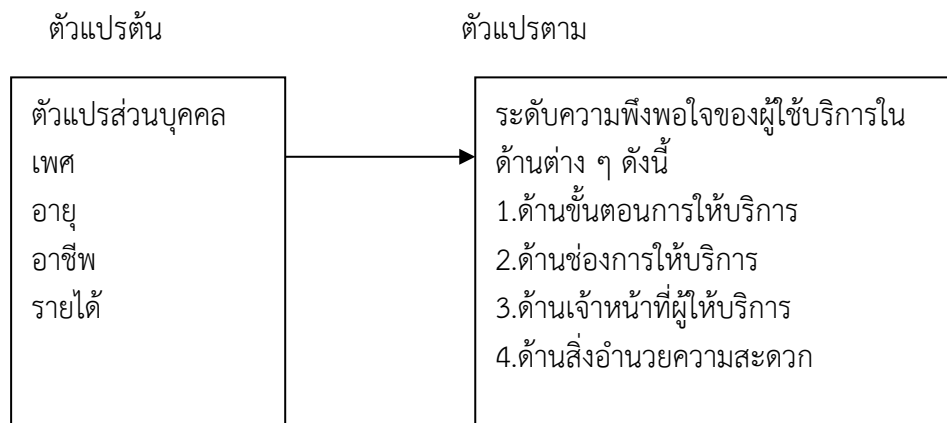 ตัวแปรต้น
ตัวแปรตาม
ตัวแปรส่วนบุคคล
เพศ
อายุ
อาชีพ
รายได้
ระดับความพึงพอใจของผู้ใช้บริการใน
ด้านต่าง ๆ ดังนี้
1.ด้านขั้นตอนการให้บริการ
2.ด้านช่องการให้บริการ
3.ด้านเจ้าหน้าที่ผู้ให้บริการ
4.ด้านสิ่งอำนวยความสะดวก